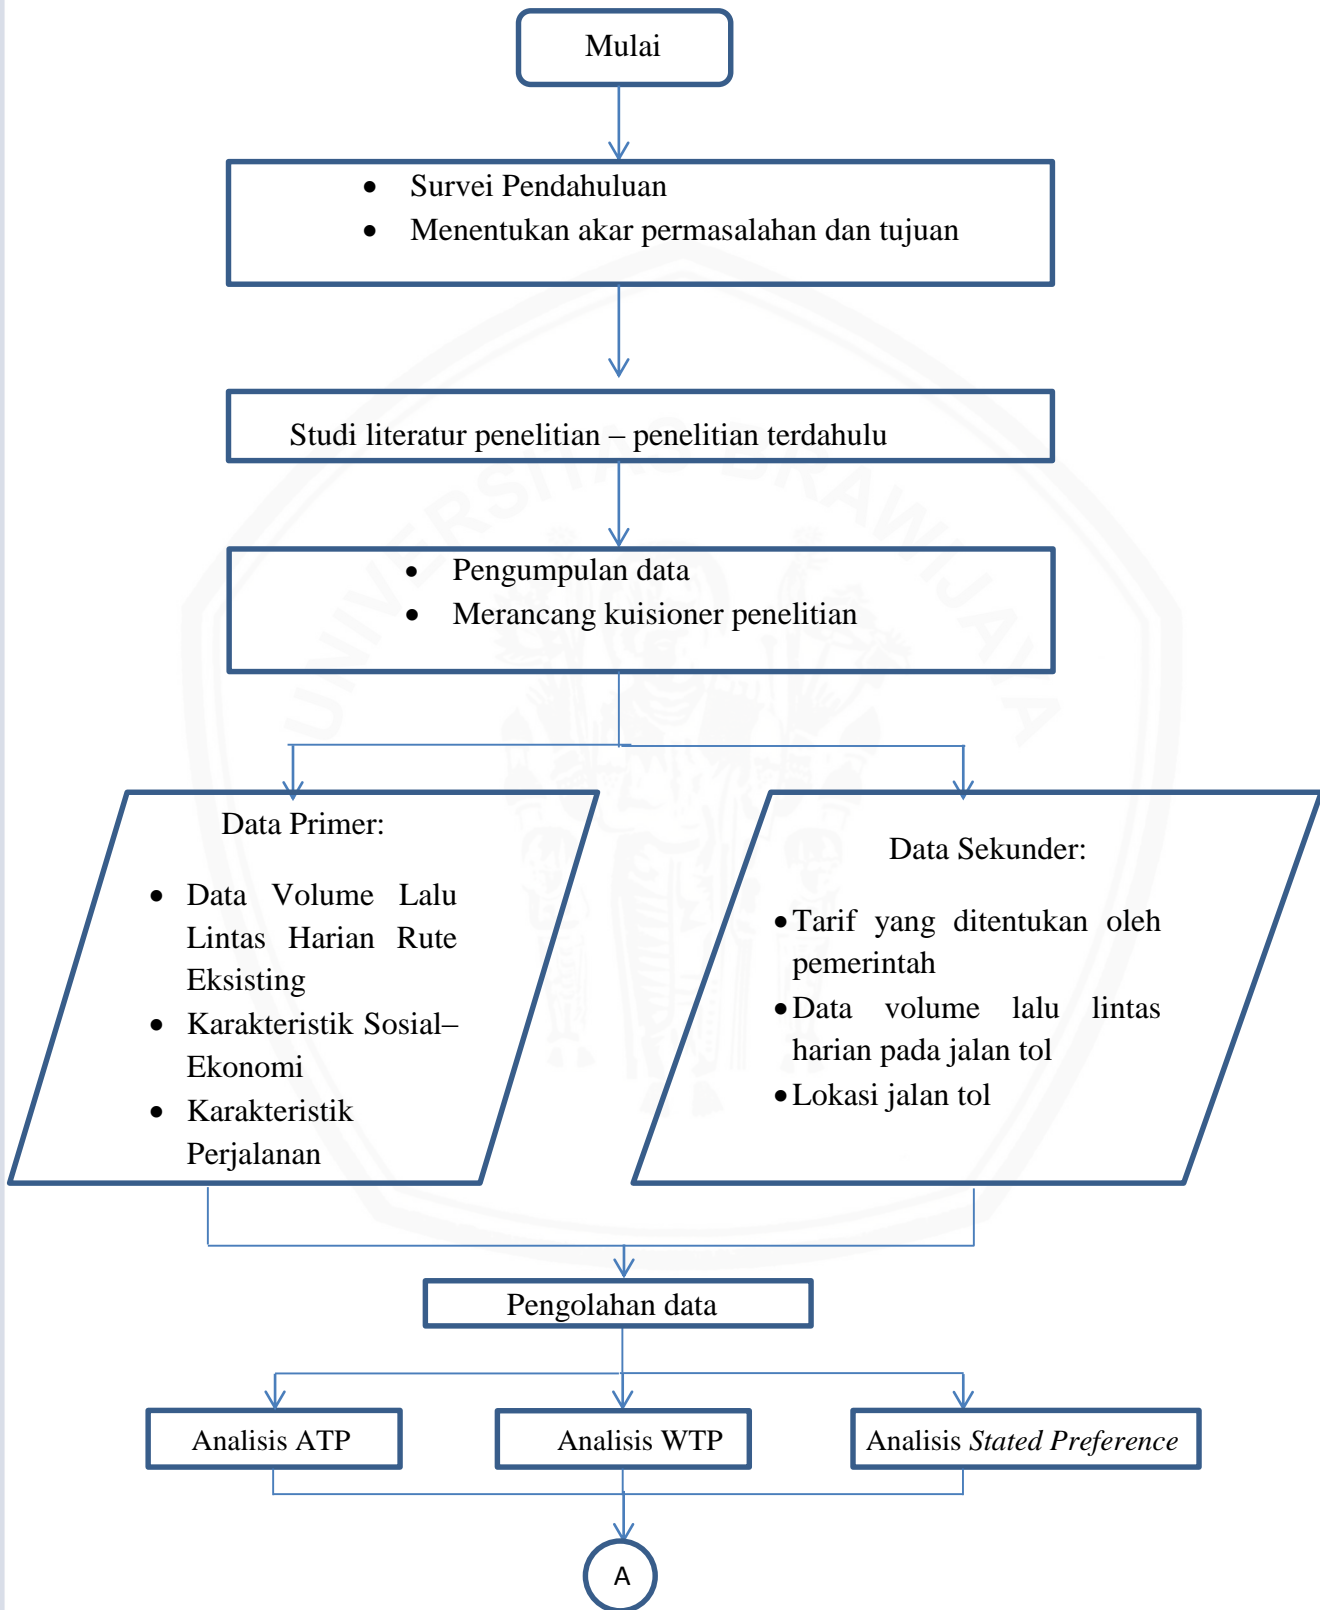 Mulai
• Survei Pendahuluan
• Menentukan akar permasalahan dan tujuan
Studi literatur penelitian – penelitian terdahulu
• Pengumpulan data
• Merancang kuisioner penelitian
Data Primer:
• Data Volume Lalu
Lintas Harian Rute
Eksisting
• Karakteristik Sosial–
Ekonomi
• Karakteristik
Perjalanan
Data Sekunder:
• Tarif yang ditentukan oleh
pemerintah
• Data volume lalu lintas
harian pada jalan tol
• Lokasi jalan tol
Pengolahan data
Analisis ATP
Analisis WTP
Analisis Stated Preference
A
UNIVERSITAS BRAWIJAYA